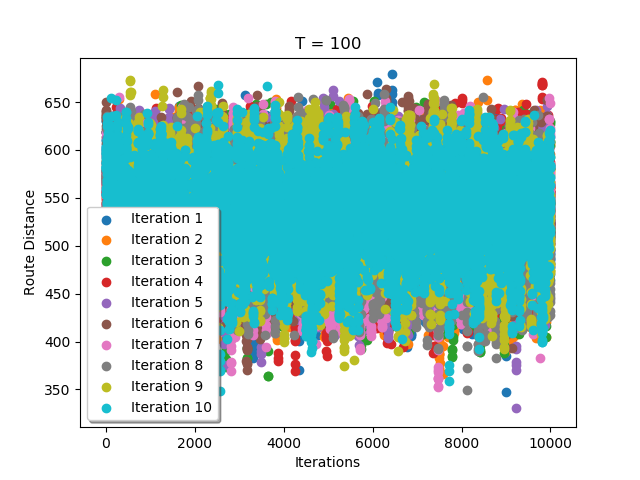 T = 100
Route Distance
650
600
550
500
450
400
350
Iteration 1
Iteration 2
Iteration 3
Iteration 4
Iteration 5
Iteration 6
Iteration 7
Iteration 8
Iteration 9
Iteration 10
0 2000 4000 6000 8000 10000
Iterations